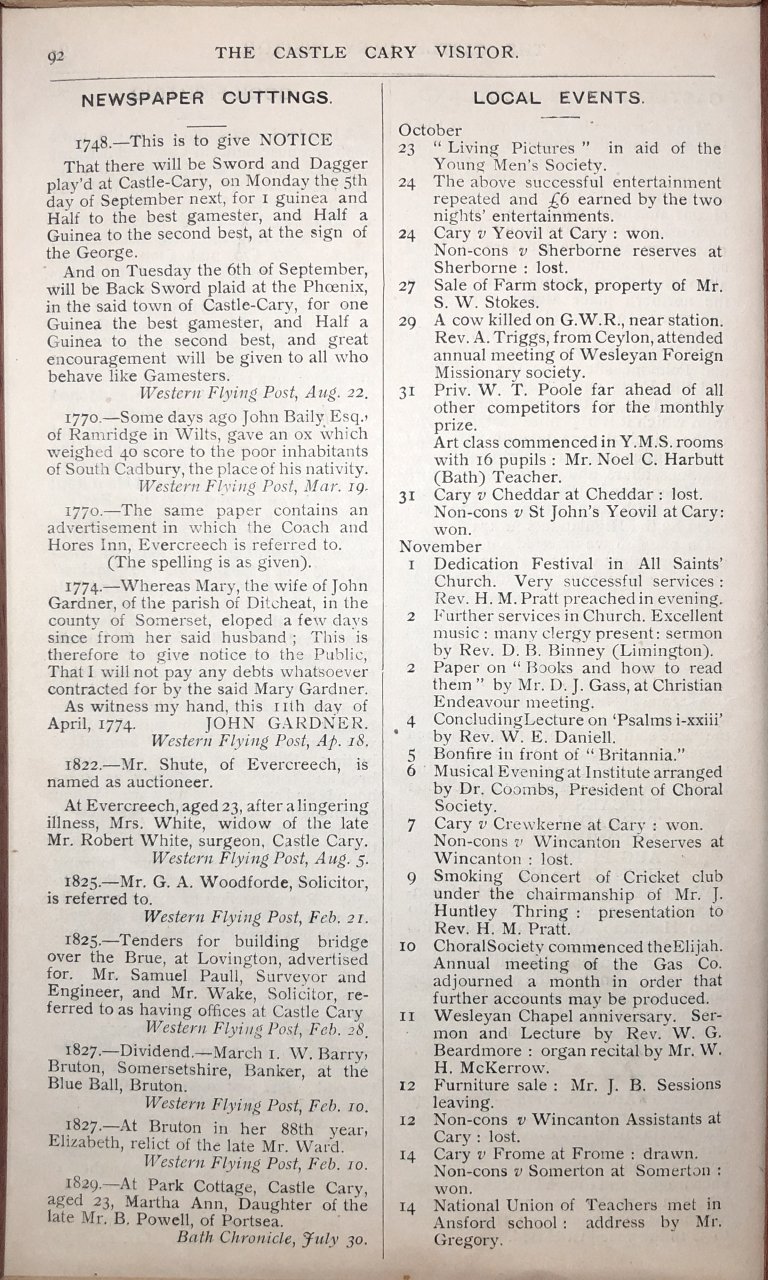 92
THE CASTLE CARY VISITOR.
NEWSPAPER CUTTINGS.
1748.—This is to give NOTICE
That there will be Sword and Dagger
play'd at Castle-Cary, on Monday the 5th
day of September next, for 1 guinea and
Half to the best gamester, and Half a
Guinea to the second best, at the sign of
the George.
And on Tuesday the 6th of September,
will be Back Sword plaid at the Phœnix,
in the said town of Castle-Cary, for one
Guinea the best gamester, and Half a
Guinea to the second best, and great
encouragement will be given to all who
behave like Gamesters.
Western Flying Post, Aug. 22.
1770.—Some days ago John Baily Esq.,
of Ramridge in Wilts, gave an ox which
weighed 40 score to the poor inhabitants
of South Cadbury, the place of his nativity.
Western Flying Post, Mar. 19.
1770.—The same paper contains an
advertisement in which the Coach and
Hores Inn, Evercreech is referred to.
(The spelling is as given).
1774.—Whereas Mary, the wife of John
Gardner, of the parish of Ditcheat, in the
county of Somerset, eloped a few days
since from her said husband ; This is
therefore to give notice to the Public,
That I will not pay any debts whatsoever
contracted for by the said Mary Gardner.
As witness my hand, this 11th day of
April, 1774. JOHN GARDNER.
Western Flying Post, Ap. 18.
1822.—Mr. Shute, of Evercreech, is
named as auctioneer.
At Evercreech, aged 23, after a lingering
illness, Mrs. White, widow of the late
Mr. Robert White, surgeon, Castle Cary.
Western Flying Post, Aug. 5.
1825.—Mr. G. A. Woodforde, Solicitor,
is referred to.
Western Flying Post, Feb. 21.
1825.—Tenders for building bridge
over the Brue, at Lovington, advertised
for. Mr. Samuel Paull, Surveyor and
Engineer, and Mr. Wake, Solicitor, re-
ferred to as having offices at Castle Cary
Western Flying Post, Feb. 28.
1827.—Dividend.—March 1. W. Barry,
Bruton, Somersetshire, Banker, at the
Blue Ball, Bruton.
Western Flying Post, Feb. 10.
1827.—At Bruton in her 88th year,
Elizabeth, relict of the late Mr. Ward.
Western Flying Post, Feb. 10.
1829.—At Park Cottage, Castle Cary,
aged 23, Martha Ann, Daughter of the
late Mr. B. Powell, of Portsea.
Bath Chronicle, July 30.
LOCAL EVENTS.
October
23 " Living Pictures " in aid of the
Young Men's Society.
24 The above successful entertainment
repeated and £6 earned by the two
nights' entertainments.
24 Cary v Yeovil at Cary : won.
Non-cons v Sherborne reserves at
Sherborne : lost.
27 Sale of Farm stock, property of Mr.
S. W. Stokes.
29 A cow killed on G.W.R., near station.
Rev. A. Triggs, from Ceylon, attended
annual meeting of Wesleyan Foreign
Missionary society.
31 Priv. W. T. Poole far ahead of all
other competitors for the monthly
prize.
Art class commenced in Y.M.S. rooms
with 16 pupils : Mr. Noel C. Harbutt
(Bath) Teacher.
31 Cary v Cheddar at Cheddar : lost.
Non-cons v St John's Yeovil at Cary:
won.
November
1 Dedication Festival in All Saints'
Church. Very successful services :
Rev. H. M. Pratt preached in evening.
2 Further services in Church. Excellent
music : many clergy present: sermon
by Rev. D. B. Binney (Limington).
2 Paper on " Books and how to read
them " by Mr. D. J. Gass, at Christian
Endeavour meeting.
4 Concluding Lecture on 'Psalms i-xxiii'
by Rev. W. E. Daniell.
5 Bonfire in front of " Britannia."
6 Musical Evening at Institute arranged
by Dr. Coombs, President of Choral
Society.
7 Cary v Crewkerne at Cary : won.
Non-cons v Wincanton Reserves at
Wincanton : lost.
9 Smoking Concert of Cricket club
under the chairmanship of Mr. J.
Huntley Thring : presentation to
Rev. H. M. Pratt.
10 Choral Society commenced the Elijah.
Annual meeting of the Gas Co.
adjourned a month in order that
further accounts may be produced.
11 Wesleyan Chapel anniversary. Ser-
mon and Lecture by Rev. W. G.
Beardmore : organ recital by Mr. W.
H. McKerrow.
12 Furniture sale : Mr. J. B. Sessions
leaving.
12 Non-cons v Wincanton Assistants at
Cary : lost.
14 Cary v Frome at Frome : drawn.
Non-cons v Somerton at Somerton :
won.
14 National Union of Teachers met in
Ansford school : address by Mr.
Gregory.